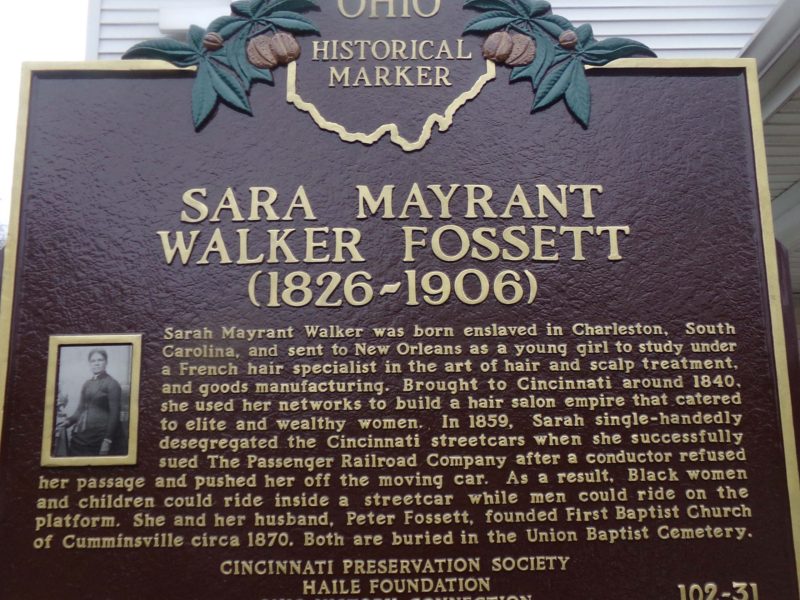 OHIO
HISTORICAL
MARKER
SARA MAYRANT
WALKER FOSSETT
(1826~1906)
Sarah Mayrant Walker was born enslaved in Charleston, South
Carolina, and sent to New Orleans as a young girl to study under
a French hair specialist in the art of hair and scalp treatment,
and goods manufacturing. Brought to Cincinnati around 1840,
she used her networks to build a hair salon empire that catered
to elite and wealthy women. In 1859, Sarah single-handedly
desegregated the Cincinnati streetcars when she successfully
sued The Passenger Railroad Company after a conductor refused
her passage and pushed her off the moving car. As a result, Black women
and children could ride inside a streetcar while men could ride on the
platform. She and her husband, Peter Fossett, founded First Baptist Church
of Cumminsville circa 1870. Both are buried in the Union Baptist Cemetery.
CINCINNATI PRESERVATION SOCIETY
HAILE FOUNDATION
OHIO HISTORY CONNECTION
102-31